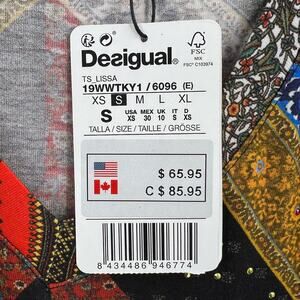 Desigual®
FSC
MIX
FSC® C103974
TS_LISSA
19WWTKY1 / 6096 (E)
XS S M L XL
S
USA MEX UK IT D
XS 30 10 S XS
TALLA / SIZE / TAILLE / GRÖSSE
$ 65.95
C $ 85.95
8 434486 946774